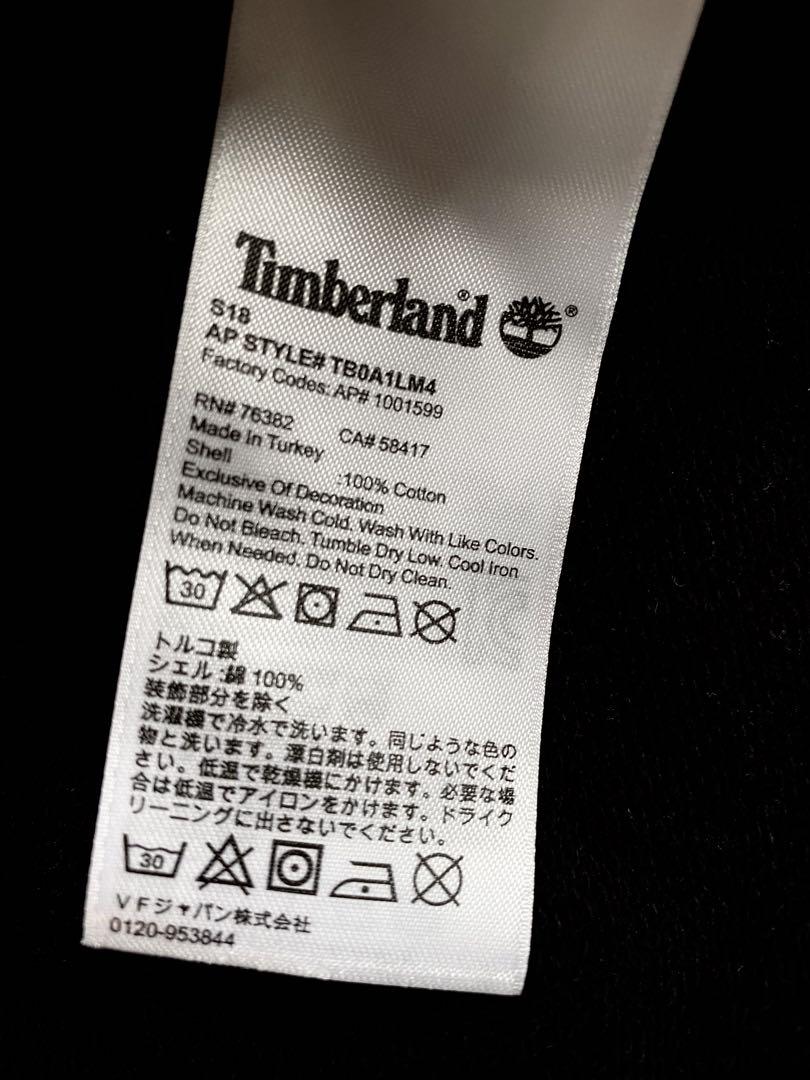 Timberland®
®
S18
AP STYLE# TB0A1LM4
Factory Codes: AP# 1001599
RN# 76382 CA# 58417
Made In Turkey
Shell :100% Cotton
Exclusive Of Decoration
Machine Wash Cold. Wash With Like Colors.
Do Not Bleach. Tumble Dry Low. Cool Iron
When Needed. Do Not Dry Clean.
30
トルコ製
シェル :綿 100%
装飾部分を除く
洗濯機で冷水で洗います。同じような色の
物と洗います。漂白剤は使用しないでくだ
さい。低温で乾燥機にかけます。必要な場
合は低温でアイロンをかけます。ドライク
リーニングに出さないでください。
30
VFジャパン株式会社
0120-953844